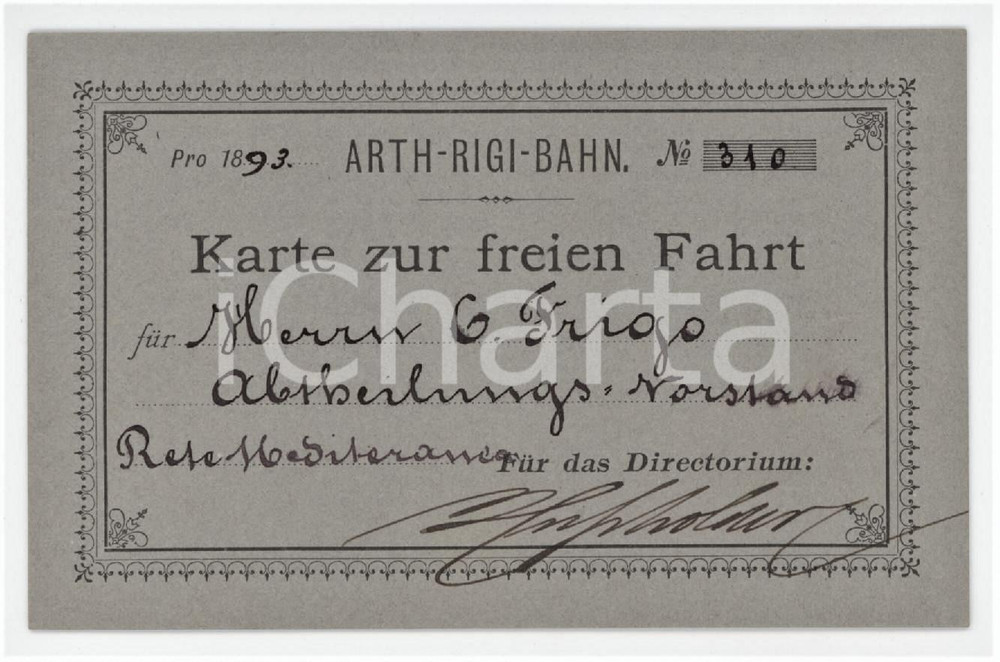 Pro 1893. ARTH-RIGI-BAHN. № 310
Karte zur freien Fahrt
für Herrn C. Frigo
Abtheilungs-Vorstand
Rete Mediteranea Für das Directorium:
iCharta